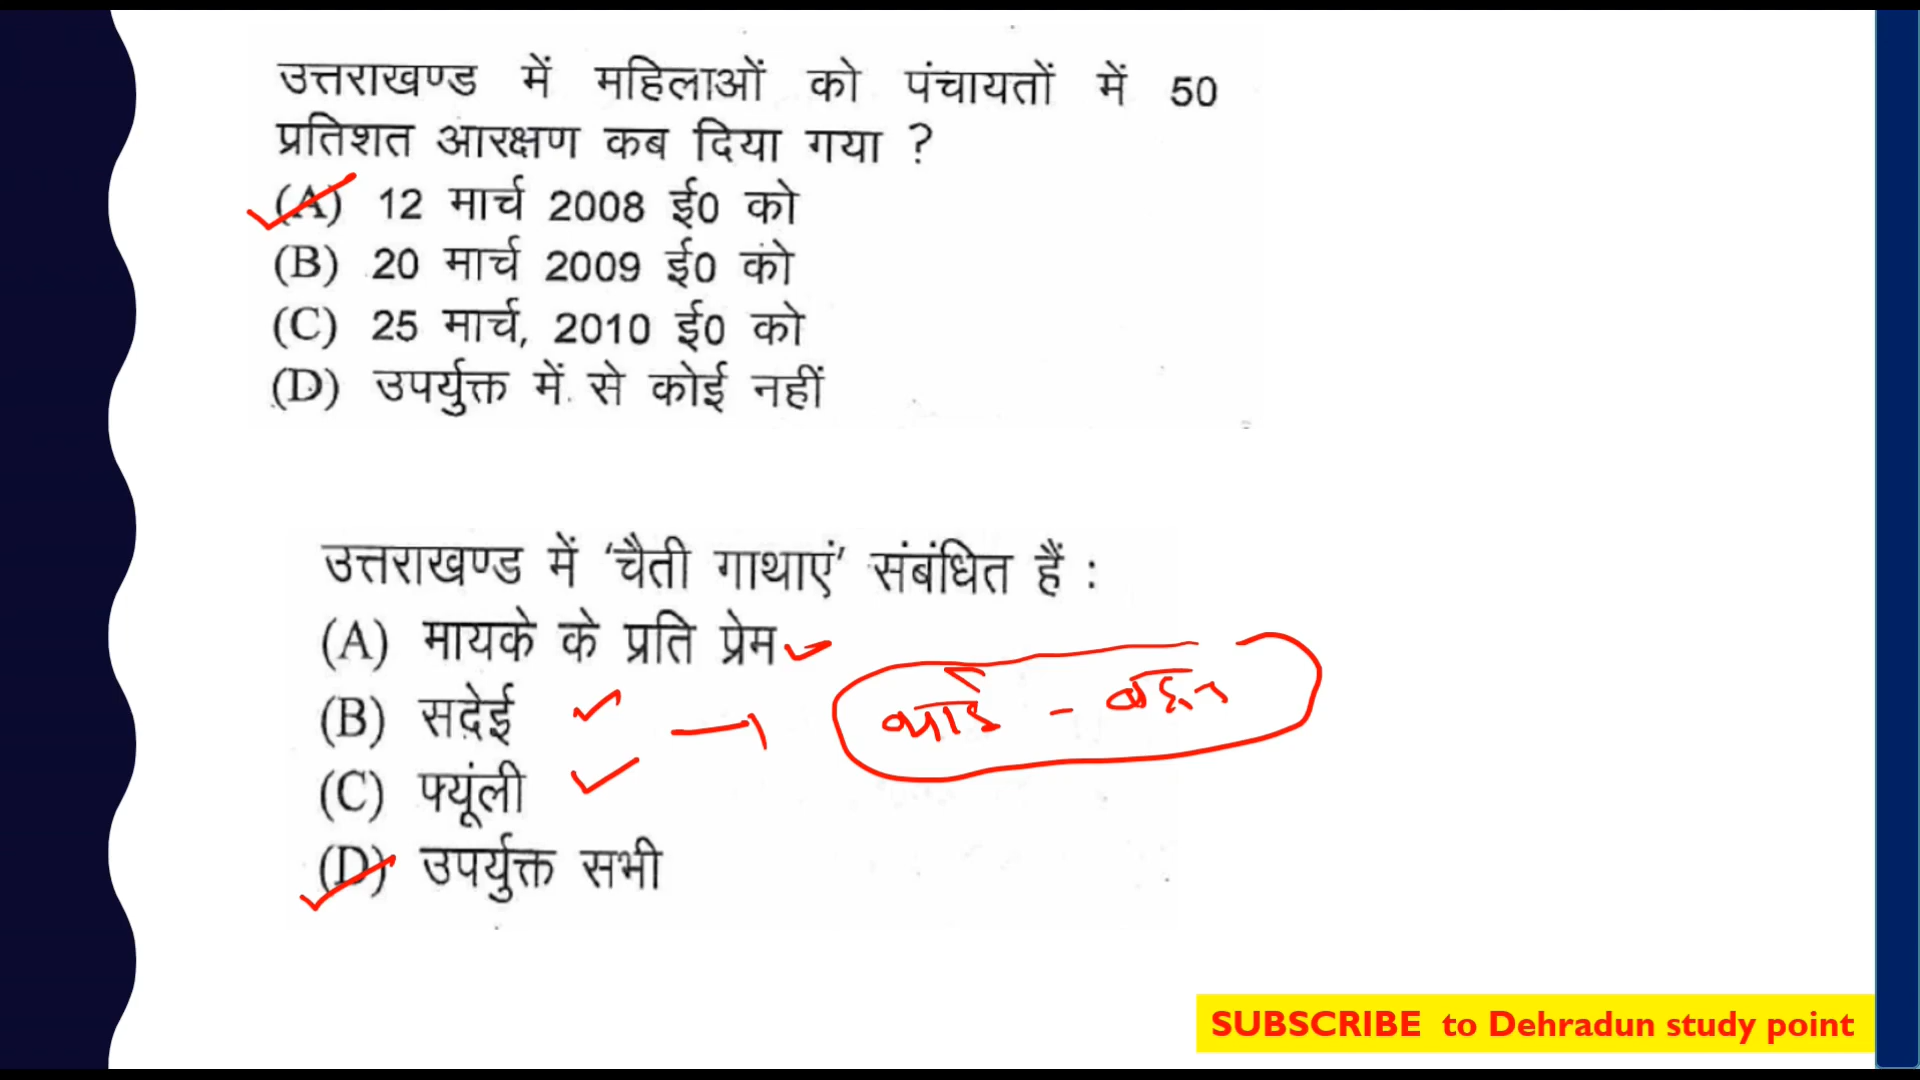 उत्तराखण्ड में महिलाओं को पंचायतों में 50
प्रतिशत आरक्षण कब दिया गया ?
(A) 12 मार्च 2008 ई0 को
(B) 20 मार्च 2009 ई0 को
(C) 25 मार्च, 2010 ई0 को
(D) उपर्युक्त में से कोई नहीं
उत्तराखण्ड में ‘चैती गाथाएं’ संबंधित हैं :
(A) मायके के प्रति प्रेम
(B) सदेई
भाई - बहन
(C) फ्यूंली
(D) उपर्युक्त सभी
SUBSCRIBE to Dehradun study point